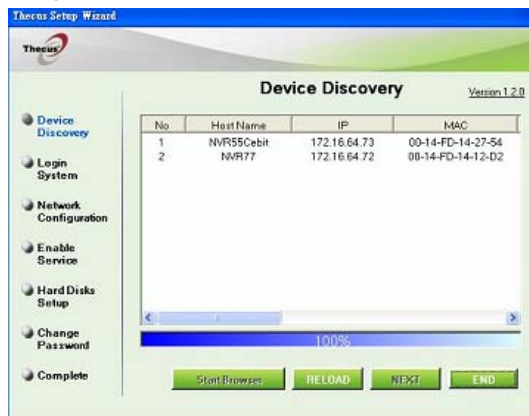 Thecus Setup Wizard
Thecus
Device Discovery
Version 1.2.0
Device
Discovery
Login
System
Network
Configuration
Enable
Service
Hard Disks
Setup
Change
Password
Complete
No Host Name IP MAC
1 NVR55Cebit 172.16.64.73 00-14-FD-14-27-54
2 NVR77 172.16.64.72 00-14-FD-14-12-D2
100%
Start Browser RELOAD NEXT END